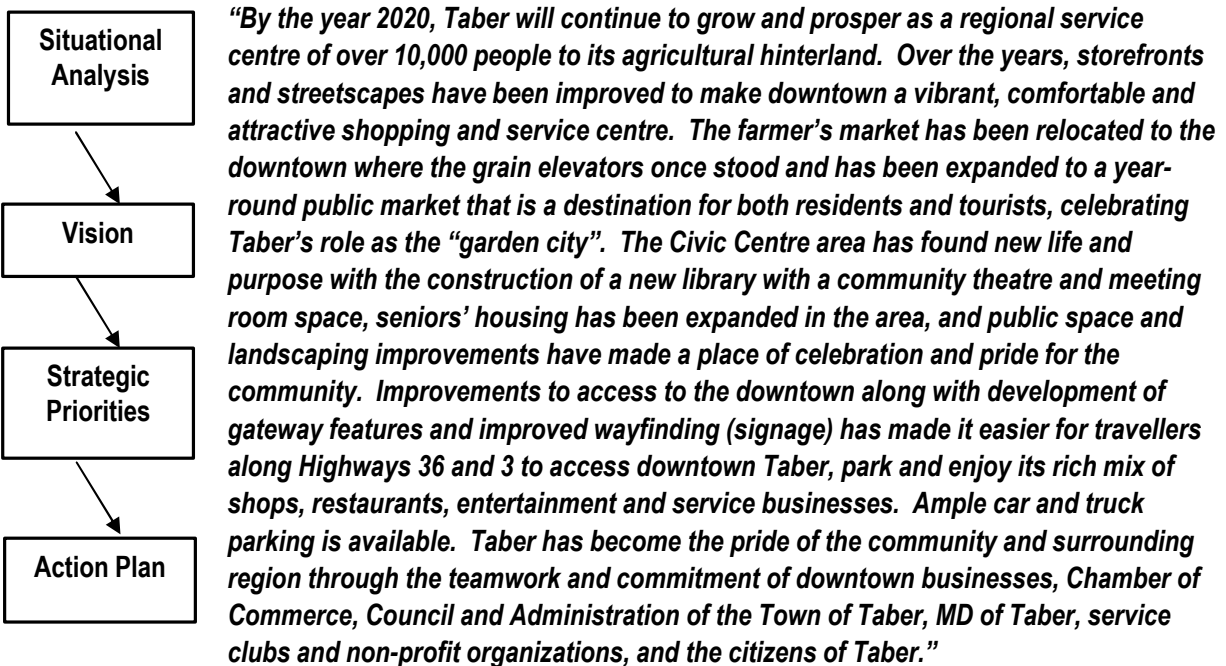 Situational
Analysis
Vision
Strategic
Priorities
Action Plan
“By the year 2020, Taber will continue to grow and prosper as a regional service
centre of over 10,000 people to its agricultural hinterland.  Over the years, storefronts
and streetscapes have been improved to make downtown a vibrant, comfortable and
attractive shopping and service centre.  The farmer’s market has been relocated to the
downtown where the grain elevators once stood and has been expanded to a year-
round public market that is a destination for both residents and tourists, celebrating
Taber’s role as the “garden city”.  The Civic Centre area has found new life and
purpose with the construction of a new library with a community theatre and meeting
room space, seniors’ housing has been expanded in the area, and public space and
landscaping improvements have made a place of celebration and pride for the
community.  Improvements to access to the downtown along with development of
gateway features and improved wayfinding (signage) has made it easier for travellers
along Highways 36 and 3 to access downtown Taber, park and enjoy its rich mix of
shops, restaurants, entertainment and service businesses.  Ample car and truck
parking is available.  Taber has become the pride of the community and surrounding
region through the teamwork and commitment of downtown businesses, Chamber of
Commerce, Council and Administration of the Town of Taber, MD of Taber, service
clubs and non-profit organizations, and the citizens of Taber.”